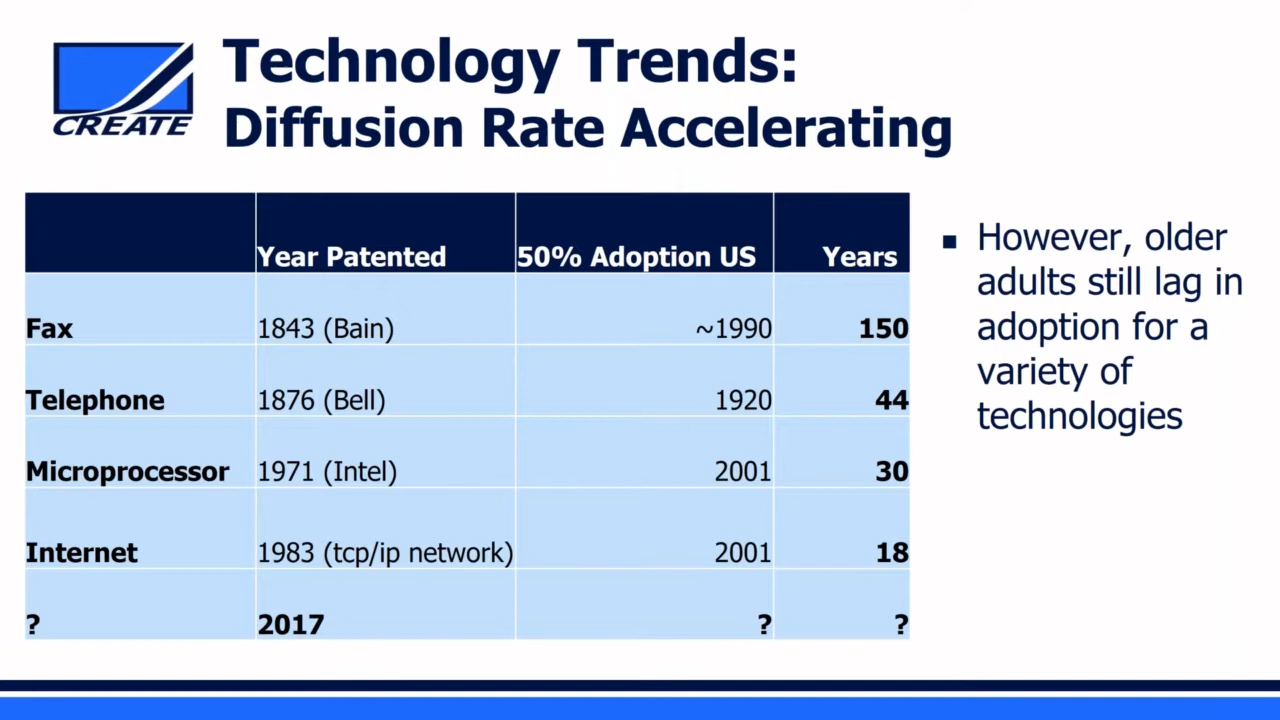 CREATE
Technology Trends:
Diffusion Rate Accelerating
Year Patented 50% Adoption US Years
Fax 1843 (Bain) ~1990 150
Telephone 1876 (Bell) 1920 44
Microprocessor 1971 (Intel) 2001 30
Internet 1983 (tcp/ip network) 2001 18
? 2017 ? ?
However, older
adults still lag in
adoption for a
variety of
technologies